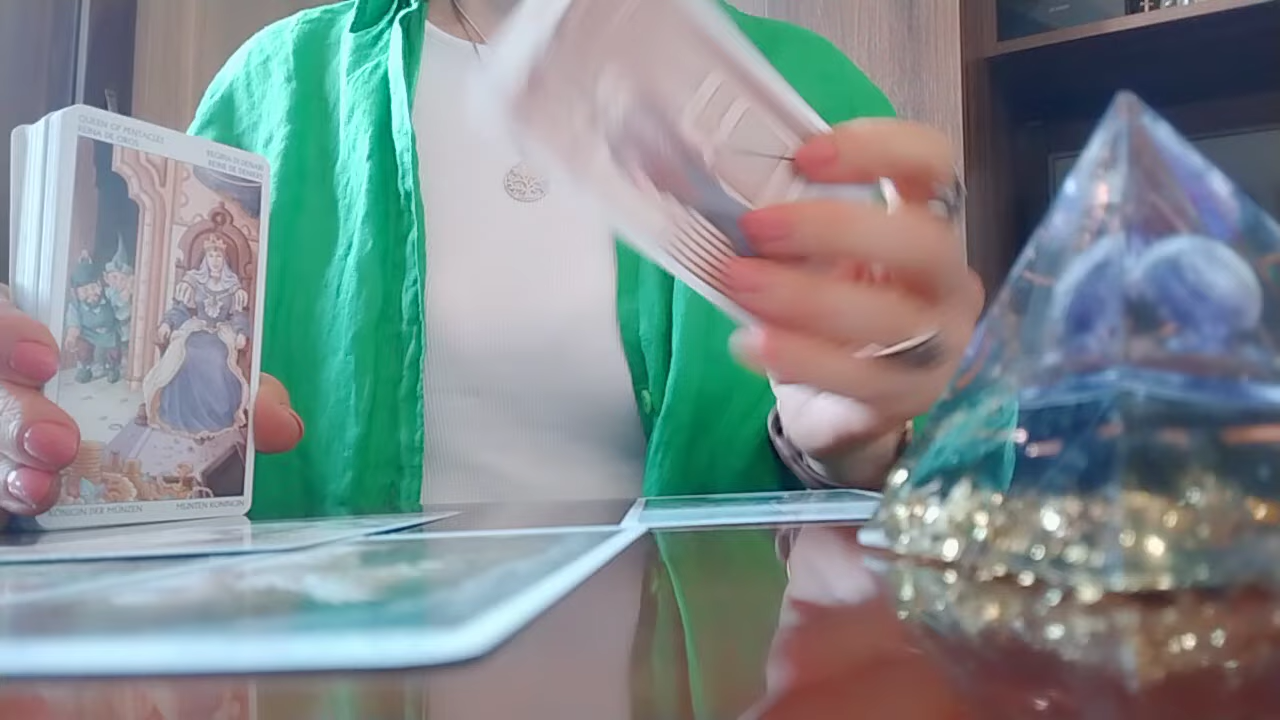 QUEEN OF PENTACLES
REINA DE OROS
REGINA DI DENARI
REINE DE DENIERS
KÖNIGIN DER MÜNZEN
MUNTEN KONINGIN